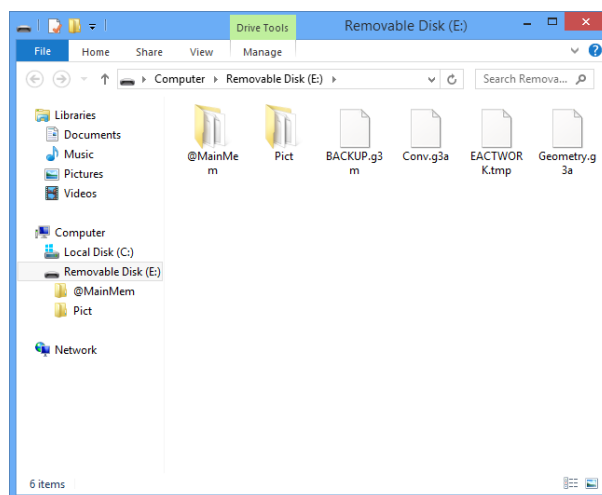 Drive Tools
Removable Disk (E:)
File Home Share View Manage
Computer Removable Disk (E:)
Search Remova...
Libraries
Documents
Music
Pictures
Videos
Computer
Local Disk (C:)
Removable Disk (E:)
@MainMem
Pict
Network
@MainMe
m
Pict
BACKUP.g3
m
Conv.g3a
EACTWOR
K.tmp
Geometry.g
3a
6 items